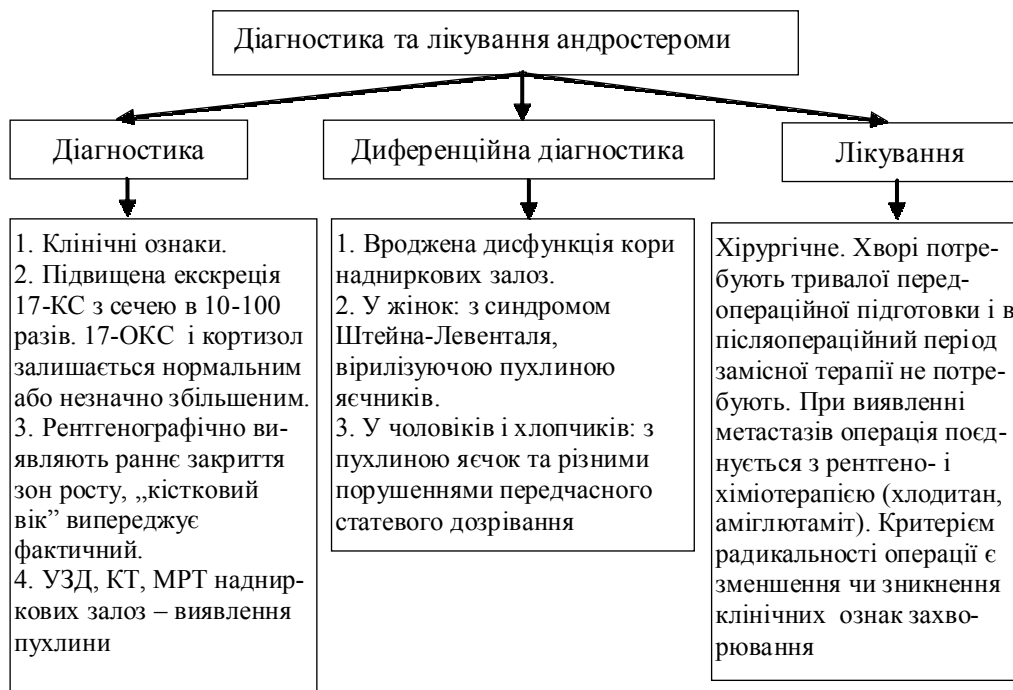 Діагностика та лікування андростероми
Діагностика
Диференційна діагностика
Лікування
1. Клінічні ознаки.
2. Підвищена екскреція
17-КС з сечею в 10-100
разів. 17-ОКС і кортизол
залишається нормальним
або незначно збільшеним.
3. Рентгенографічно ви-
являють раннє закриття
зон росту, „кістковий
вік” випереджує
фактичний.
4. УЗД, КТ, МРТ наднир-
кових залоз – виявлення
пухлини
1. Вроджена дисфункція кори
надниркових залоз.
2. У жінок: з синдромом
Штейна-Левенталя,
вірилізуючою пухлиною
яєчників.
3. У чоловіків і хлопчиків: з
пухлиною яєчок та різними
порушеннями передчасного
статевого дозрівання
Хірургічне. Хворі потре-
бують тривалої перед-
операційної підготовки і в
післяопераційний період
замісної терапії не потре-
бують. При виявленні
метастазів операція поєд-
нується з рентгено- і
хіміотерапією (хлодитан,
аміглютаміт). Критерієм
радикальності операції є
зменшення чи зникнення
клінічних ознак захво-
рювання